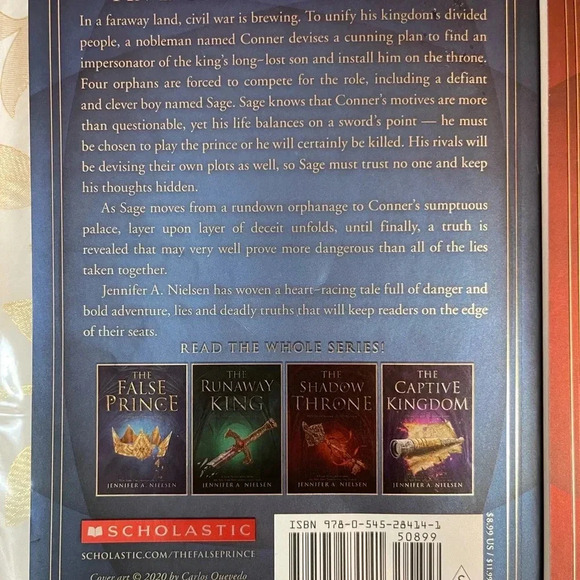 In a faraway land, civil war is brewing. To unify his kingdom's divided
people, a nobleman named Conner devises a cunning plan to find an
impersonator of the king's long-lost son and install him on the throne.
Four orphans are forced to compete for the role, including a defiant
and clever boy named Sage. Sage knows that Conner's motives are more
than questionable, yet his life balances on a sword's point — he must
be chosen to play the prince or he will certainly be killed. His rivals
will be devising their own plots as well, so Sage must trust no one and keep
his thoughts hidden.
As Sage moves from a rundown orphanage to Conner's sumptuous
palace, layer upon layer of deceit unfolds, until finally, a truth is
revealed that may very well prove more dangerous than all of the lies
taken together.
Jennifer A. Nielsen has woven a heart-racing tale full of danger and
bold adventure, lies and deadly truths that will keep readers on the edge
of their seats.
READ THE WHOLE SERIES!
THE
FALSE
PRINCE
JENNIFER A. NIELSEN
THE
RUNAWAY
KING
JENNIFER A. NIELSEN
THE
SHADOW
THRONE
JENNIFER A. NIELSEN
THE
CAPTIVE
KINGDOM
JENNIFER A. NIELSEN
SCHOLASTIC
SCHOLASTIC.COM/THEFALSEPRINCE
Cover art © 2020 by Carlos Quevedo
ISBN 978-0-545-28414-1
50899
$8.99 US
S